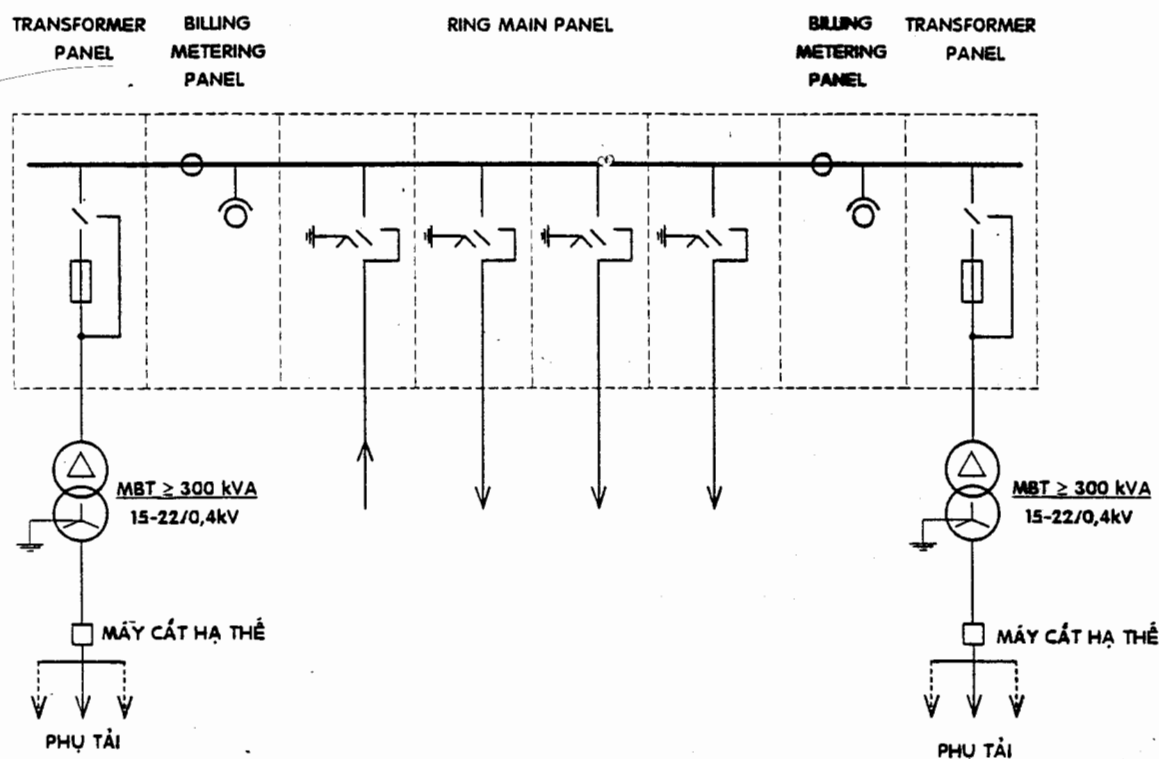 TRANSFORMER
PANEL
BILLING
METERING
PANEL
RING MAIN PANEL
BILLING
METERING
PANEL
TRANSFORMER
PANEL
MBT ≥ 300 kVA
15-22/0,4kV
MBT ≥ 300 kVA
15-22/0,4kV
MÁY CẮT HẠ THẾ
MÁY CẮT HẠ THẾ
PHỤ TẢI
PHỤ TẢI